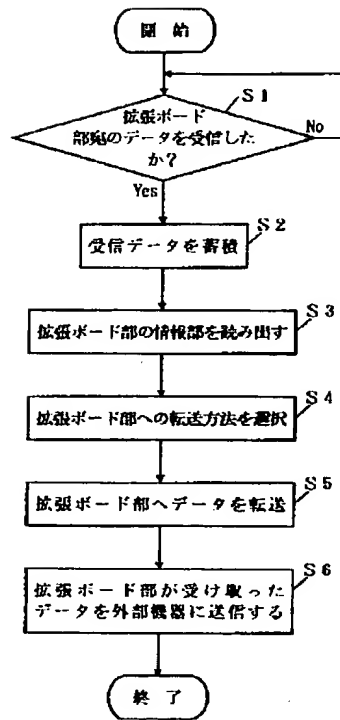 開 始
S1
拡張ボード
部宛のデータを受信した
か?
No
Yes
S2
受信データを蓄積
S3
拡張ボード部の情報部を読み出す
S4
拡張ボード部への転送方法を選択
S5
拡張ボード部へデータを転送
S6
拡張ボード部が受け取った
データを外部機器に送信する
終 了